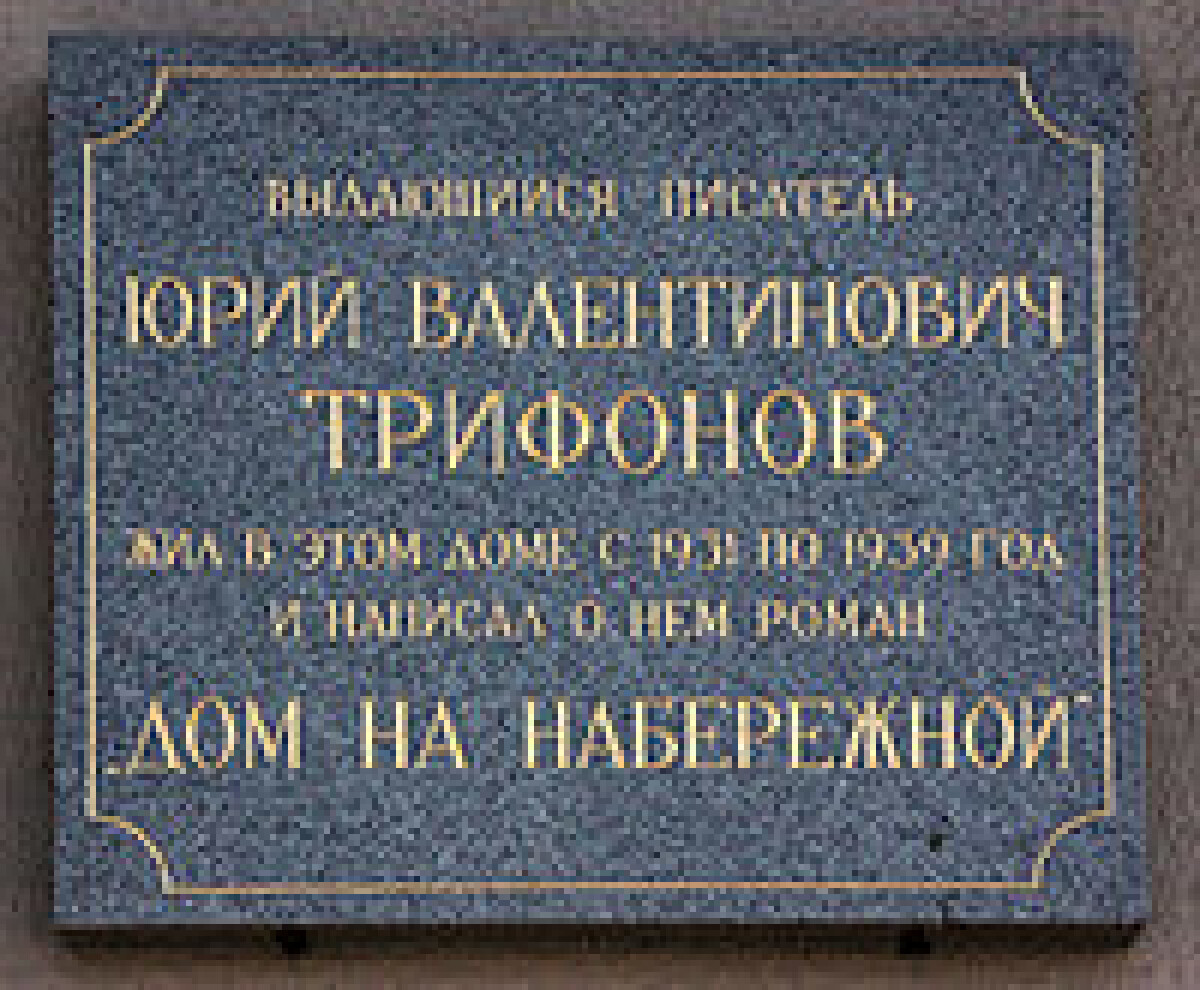 ВЫДАЮЩИЙСЯ ПИСАТЕЛЬ
ЮРИЙ ВАЛЕНТИНОВИЧ
ТРИФОНОВ
ЖИЛ В ЭТОМ ДОМЕ С 1931 ПО 1939 ГОД
И НАПИСАЛ О НЕМ РОМАН
„ДОМ НА НАБЕРЕЖНОЙ“